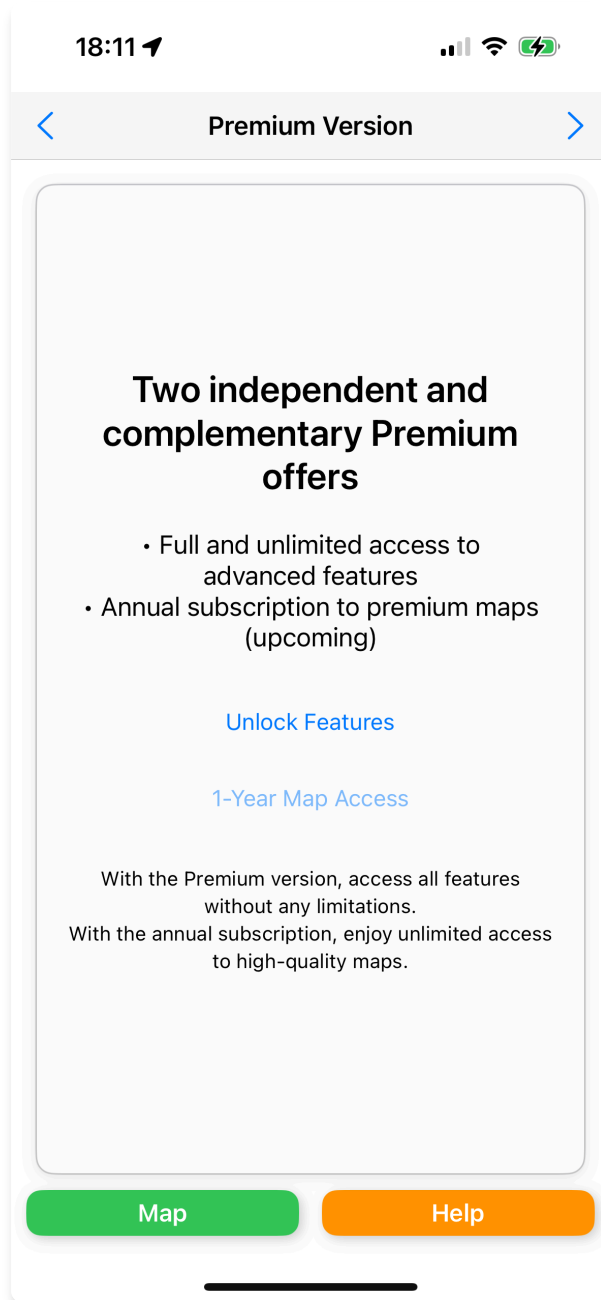 18:11
Premium Version
Two independent and
complementary Premium
offers
• Full and unlimited access to
advanced features
• Annual subscription to premium maps
(upcoming)
Unlock Features
1-Year Map Access
With the Premium version, access all features
without any limitations.
With the annual subscription, enjoy unlimited access
to high-quality maps.
Map
Help